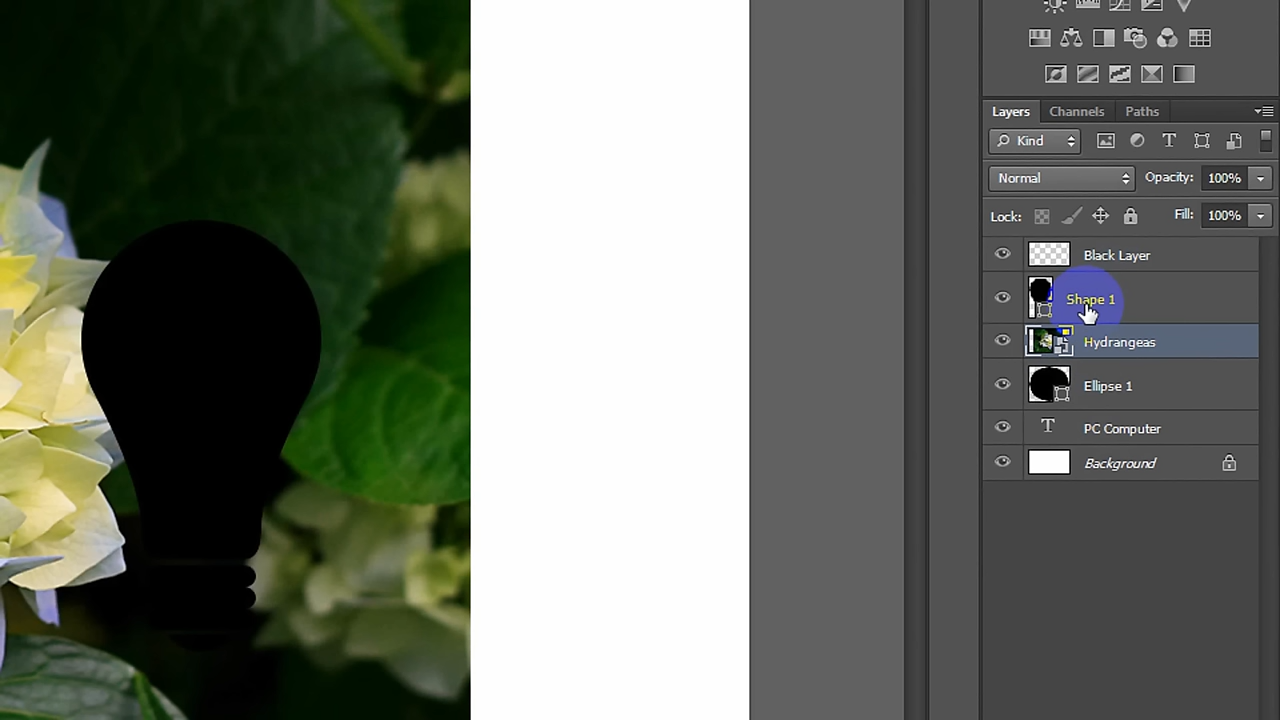 Layers Channels Paths
Kind T
Normal Opacity: 100%
Lock: Fill: 100%
Black Layer
Shape 1
Hydrangeas
Ellipse 1
T PC Computer
Background